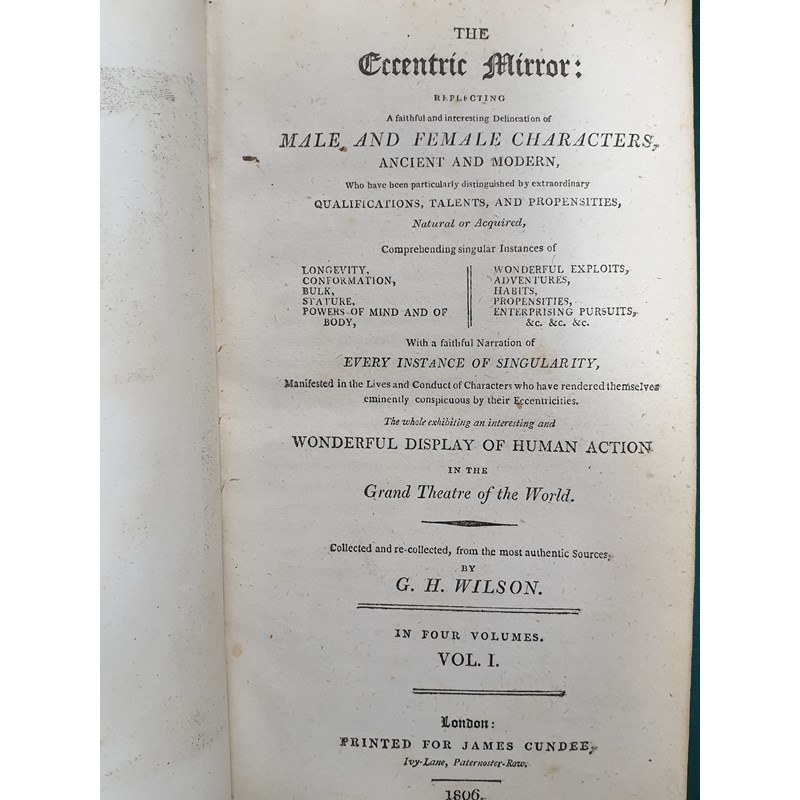 THE
Eccentric Mirror:
REFLECTING
A faithful and interesting Delineation of
MALE AND FEMALE CHARACTERS,
ANCIENT AND MODERN,
Who have been particularly distinguished by extraordinary
QUALIFICATIONS, TALENTS, AND PROPENSITIES,
Natural or Acquired,
Comprehending singular Instances of
LONGEVITY,
CONFORMATION,
BULK,
STATURE,
POWERS OF MIND AND OF
BODY,
WONDERFUL EXPLOITS,
ADVENTURES,
HABITS,
PROPENSITIES,
ENTERPRISING PURSUITS,
&c. &c. &c.
With a faithful Narration of
EVERY INSTANCE OF SINGULARITY,
Manifested in the Lives and Conduct of Characters who have rendered themselves
eminently conspicuous by their Eccentricities.
The whole exhibiting an interesting and
WONDERFUL DISPLAY OF HUMAN ACTION
IN THE
Grand Theatre of the World.
Collected and re-collected, from the most authentic Sources,
BY
G. H. WILSON.
IN FOUR VOLUMES.
VOL. I.
London:
PRINTED FOR JAMES CUNDEE,
Ivy-Lane, Paternoster-Row.
1806.